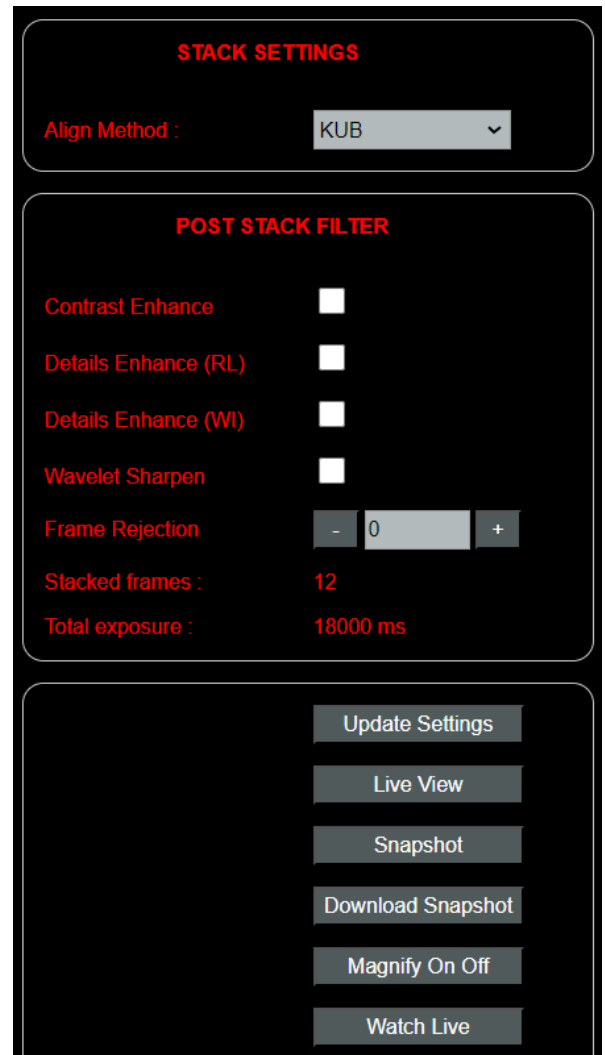 STACK SETTINGS
Align Method : KUB
POST STACK FILTER
Contrast Enhance
Details Enhance (RL)
Details Enhance (WI)
Wavelet Sharpen
Frame Rejection - 0 +
Stacked frames : 12
Total exposure : 18000 ms
Update Settings
Live View
Snapshot
Download Snapshot
Magnify On Off
Watch Live